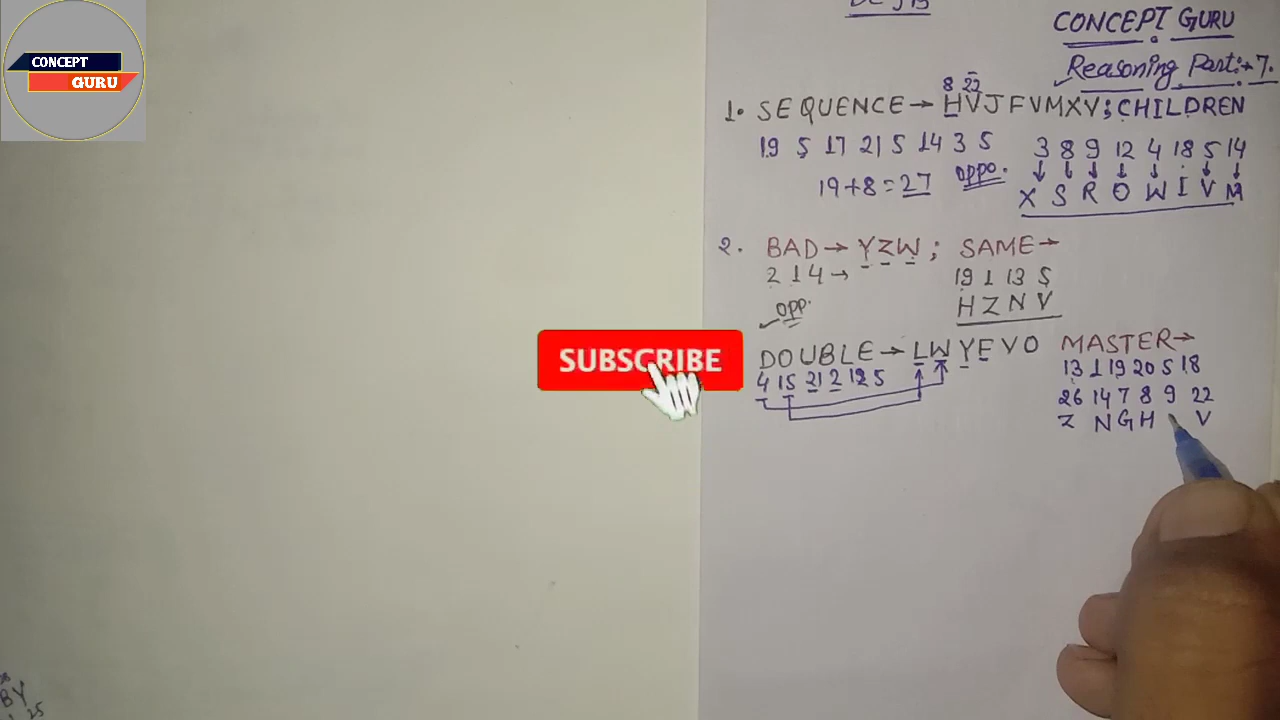 CONCEPT
GURU
CONCEPT GURU
Reasoning Part:-7.
8 22
1. SEQUENCE → HVJFVMXV; CHILDREN
19 5 17 21 5 14 3 5 3 8 9 12 4 18 5 14
19+8=27 oppo. X S R O W I V M
2. BAD → YZW; SAME →
2 1 4 → 19 1 13 5
opp. H Z N V
SUBSCRIBE
DOUBLE → LWYFYO MASTER →
4 15 21 2 12 5 13 1 19 20 5 18
26 14 7 8 9 22
Z N G H V
BY
25